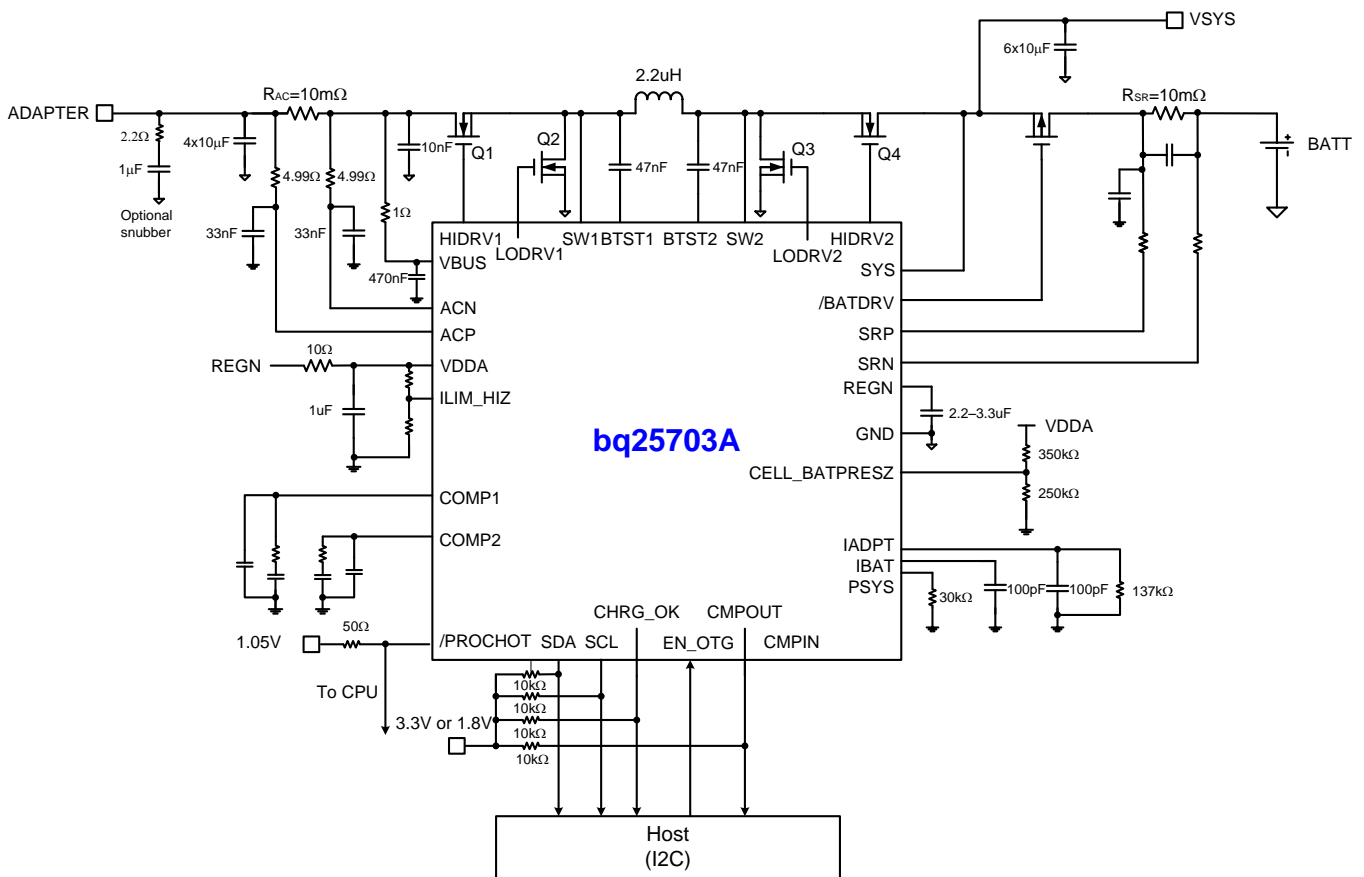 VSYS
6x10µF
2.2uH
ADAPTER
RAC=10mΩ
RSR=10mΩ
2.2Ω
4x10µF
10nF
Q1
Q2
47nF
47nF
Q3
Q4
BATT
1µF
4.99Ω
4.99Ω
Optional
snubber
1Ω
33nF
33nF
HIDRV1
LODRV1
SW1
BTST1
BTST2
SW2
LODRV2
HIDRV2
VBUS
470nF
SYS
ACN
/BATDRV
ACP
SRP
10Ω
REGN
VDDA
SRN
ILIM_HIZ
REGN
1uF
2.2–3.3uF
GND
VDDA
bq25703A
350kΩ
CELL_BATPRESZ
250kΩ
COMP1
COMP2
IADPT
IBAT
PSYS
30kΩ
100pF
100pF
137kΩ
CHRG_OK
CMPOUT
50Ω
1.05V
/PROCHOT
SDA
SCL
EN_OTG
CMPIN
To CPU
10kΩ
10kΩ
3.3V or 1.8V
10kΩ
10kΩ
Host
(I2C)